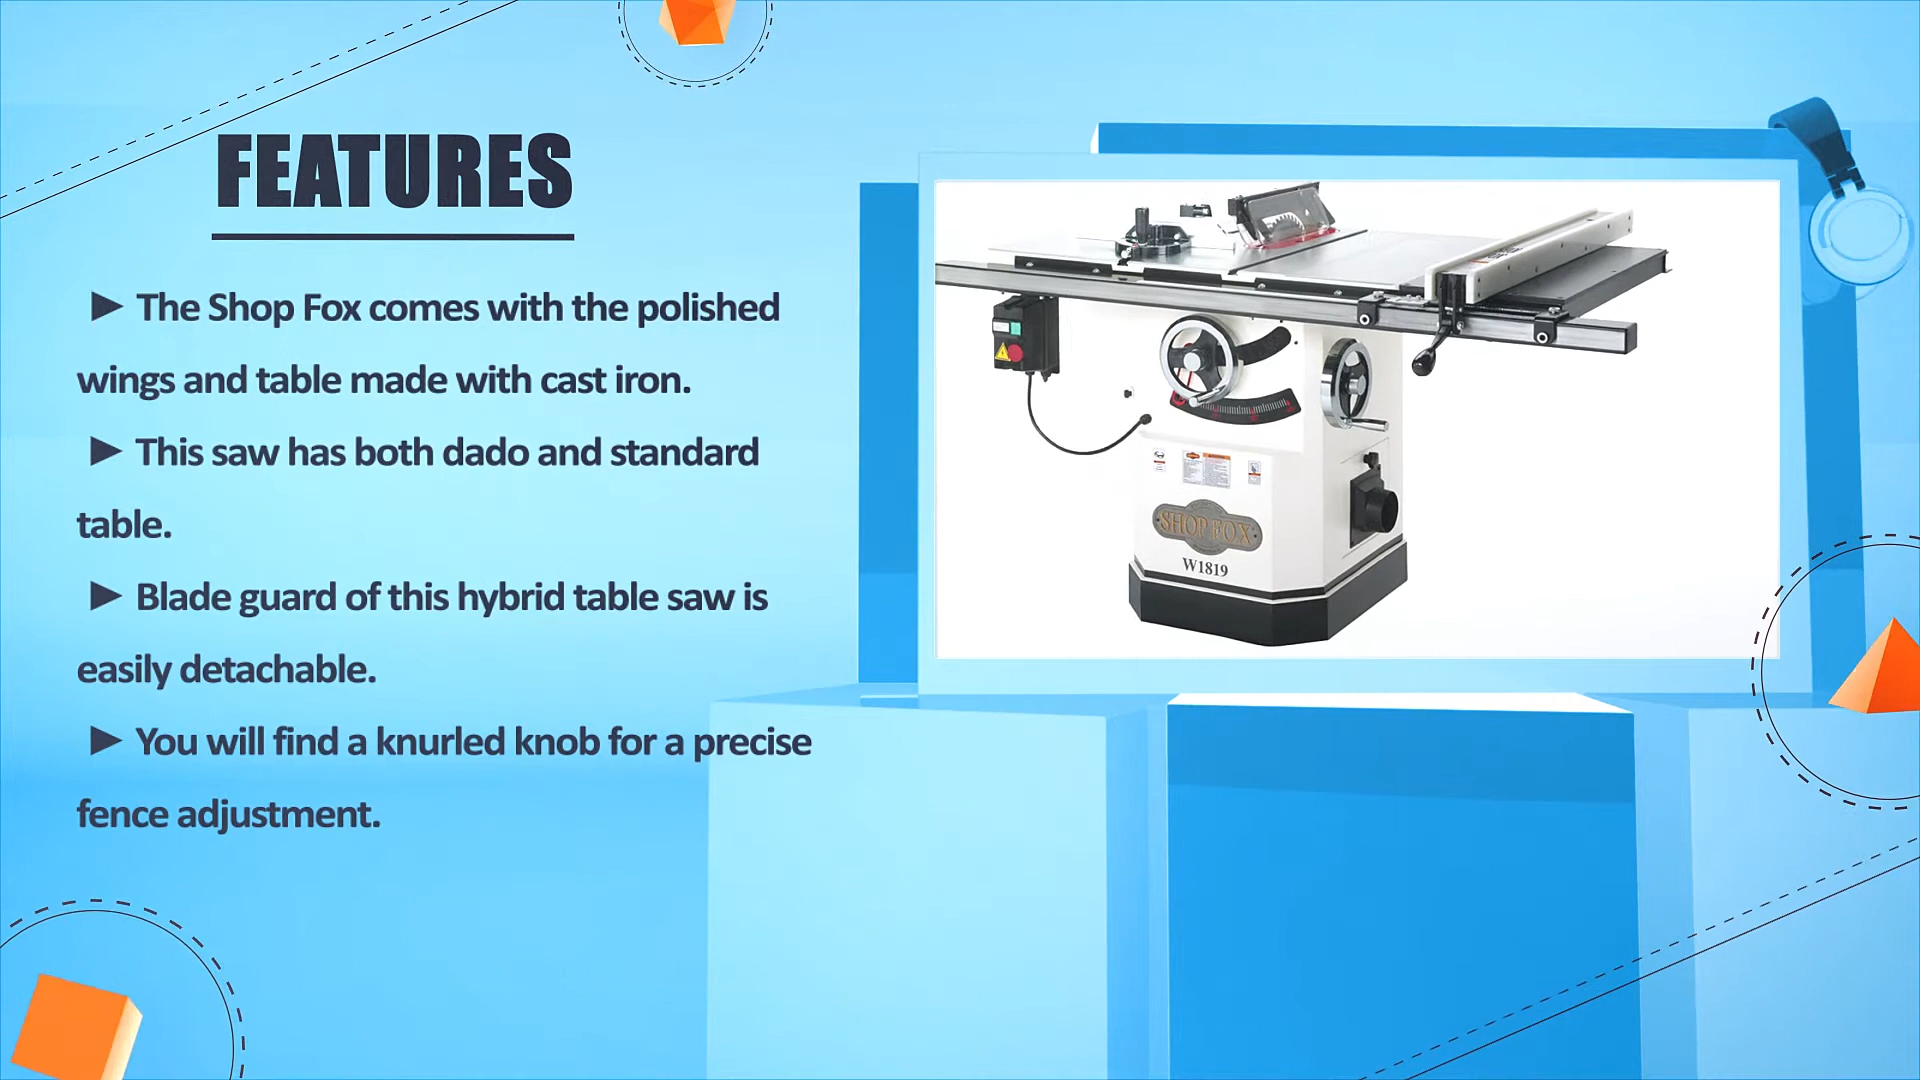 FEATURES
► The Shop Fox comes with the polished
wings and table made with cast iron.
► This saw has both dado and standard
table.
► Blade guard of this hybrid table saw is
easily detachable.
► You will find a knurled knob for a precise
fence adjustment.
SHOP FOX
W1819